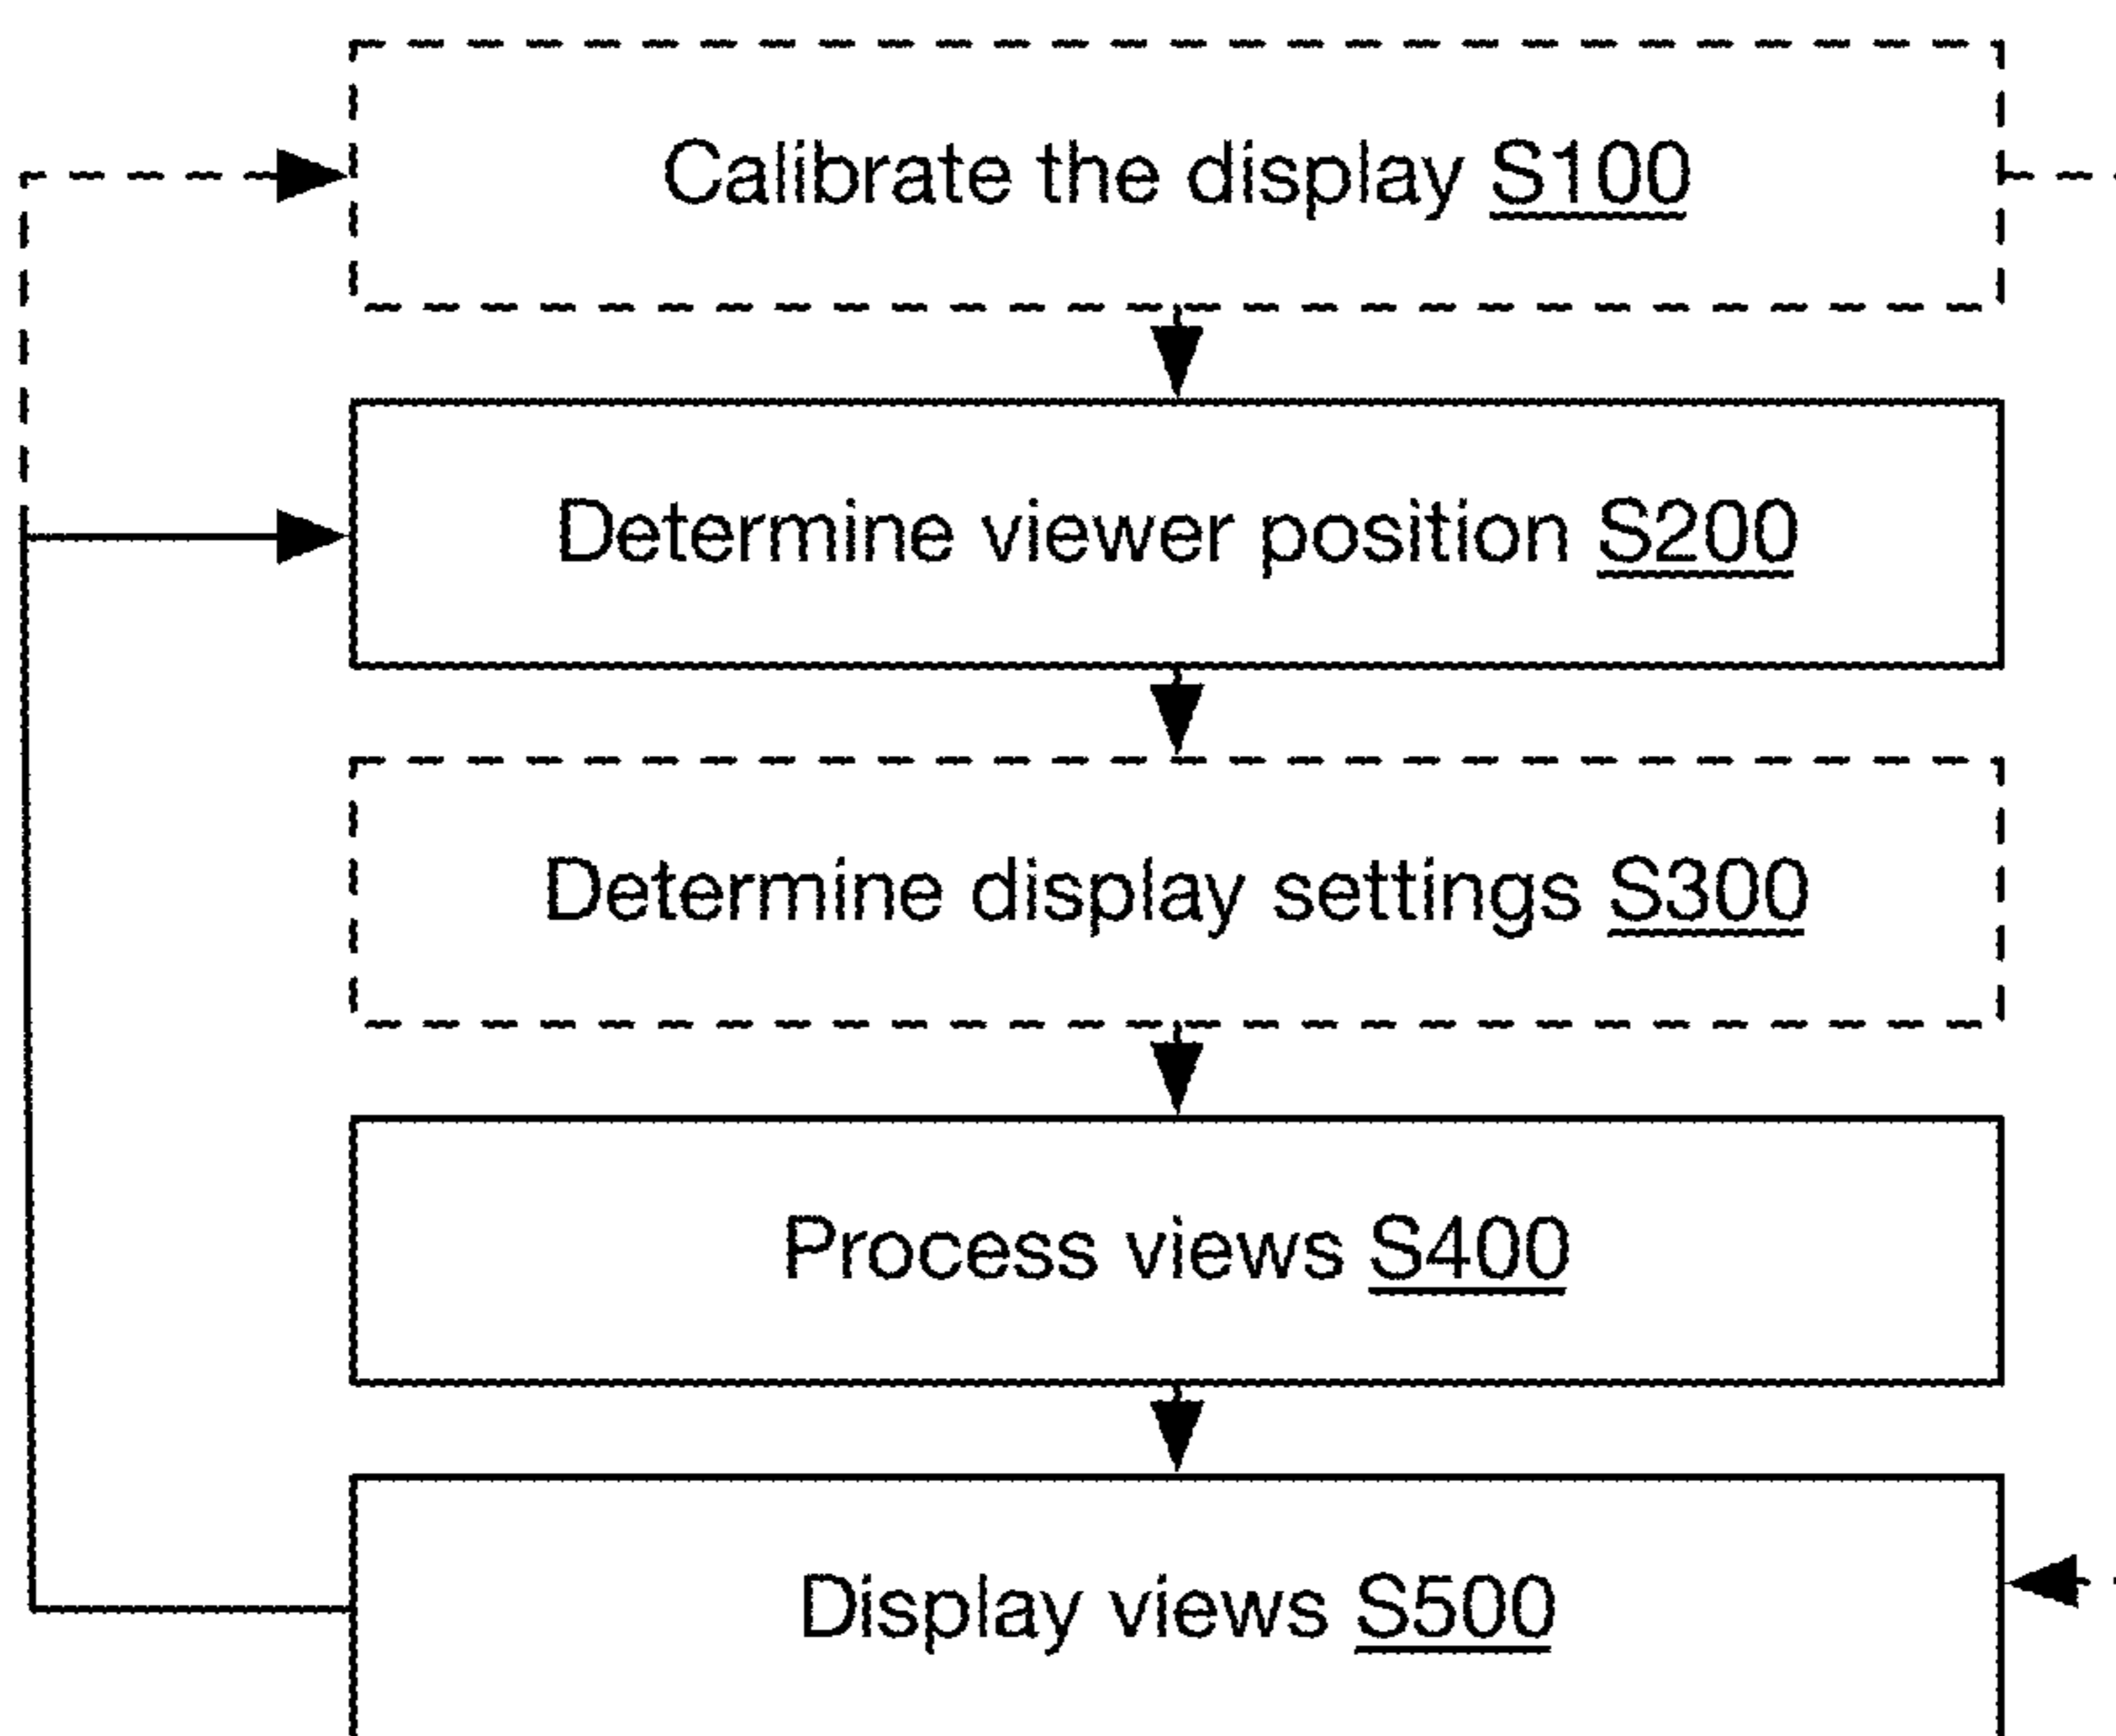 Calibrate the display S100
Determine viewer position S200
Determine display settings S300
Process views S400
Display views S500